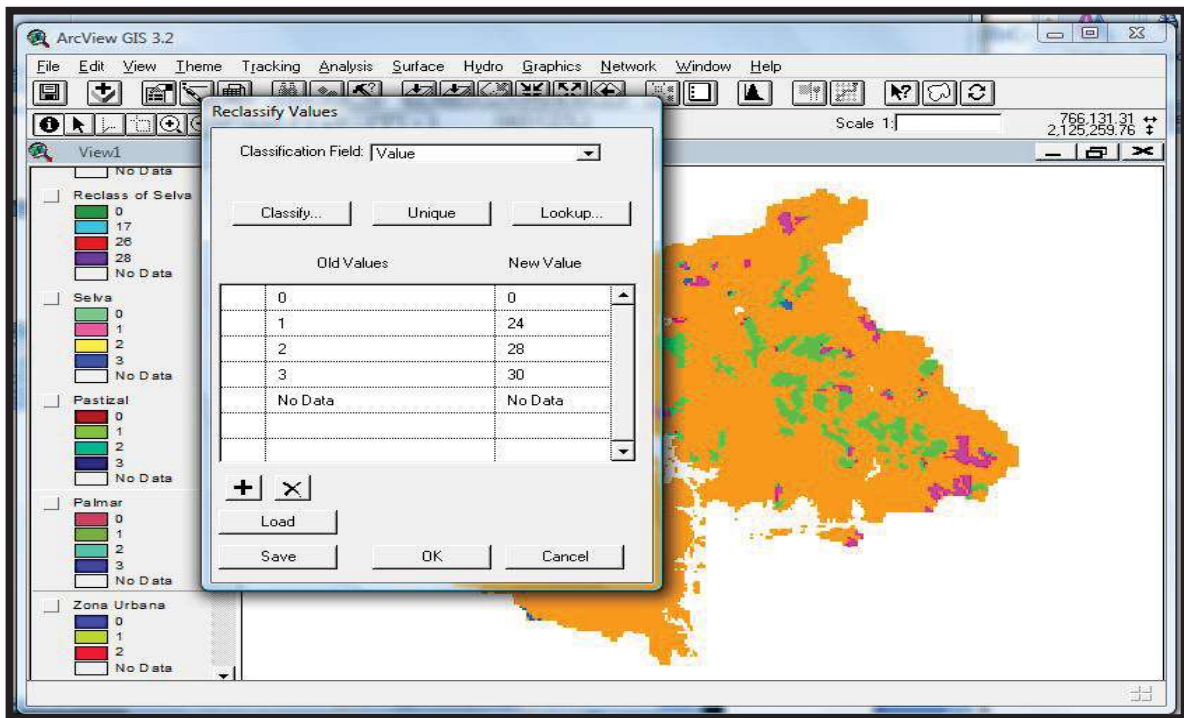 ArcView GIS 3.2
File Edit View Theme Tracking Analysis Surface Hydro Graphics Network Window Help
Scale 1:
766,131.31
2,125,259.76
View1
No Data
Reclass of Selva
0
17
26
28
No Data
Selva
0
1
2
3
No Data
Pastizal
0
1
2
3
No Data
Palmar
0
1
2
3
No Data
Zona Urbana
0
1
2
No Data
Reclassify Values
Classification Field: Value
Classify... Unique Lookup...
Old Values New Value
0 0
1 24
2 28
3 30
No Data No Data
Load
Save OK Cancel